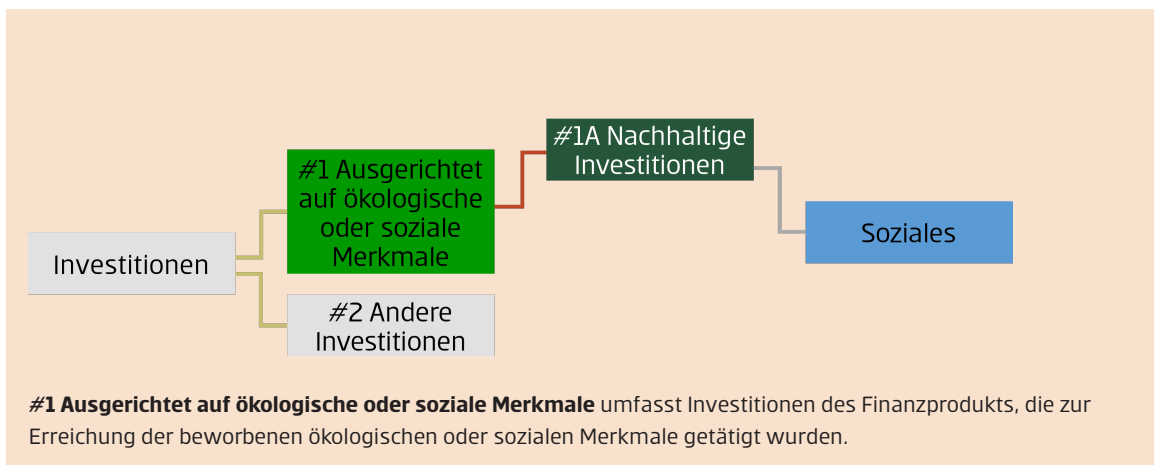 #1A Nachhaltige
Investitionen
#1 Ausgerichtet
auf ökologische
oder soziale
Merkmale
Soziales
Investitionen
#2 Andere
Investitionen
#1 Ausgerichtet auf ökologische oder soziale Merkmale umfasst Investitionen des Finanzprodukts, die zur
Erreichung der beworbenen ökologischen oder sozialen Merkmale getätigt wurden.